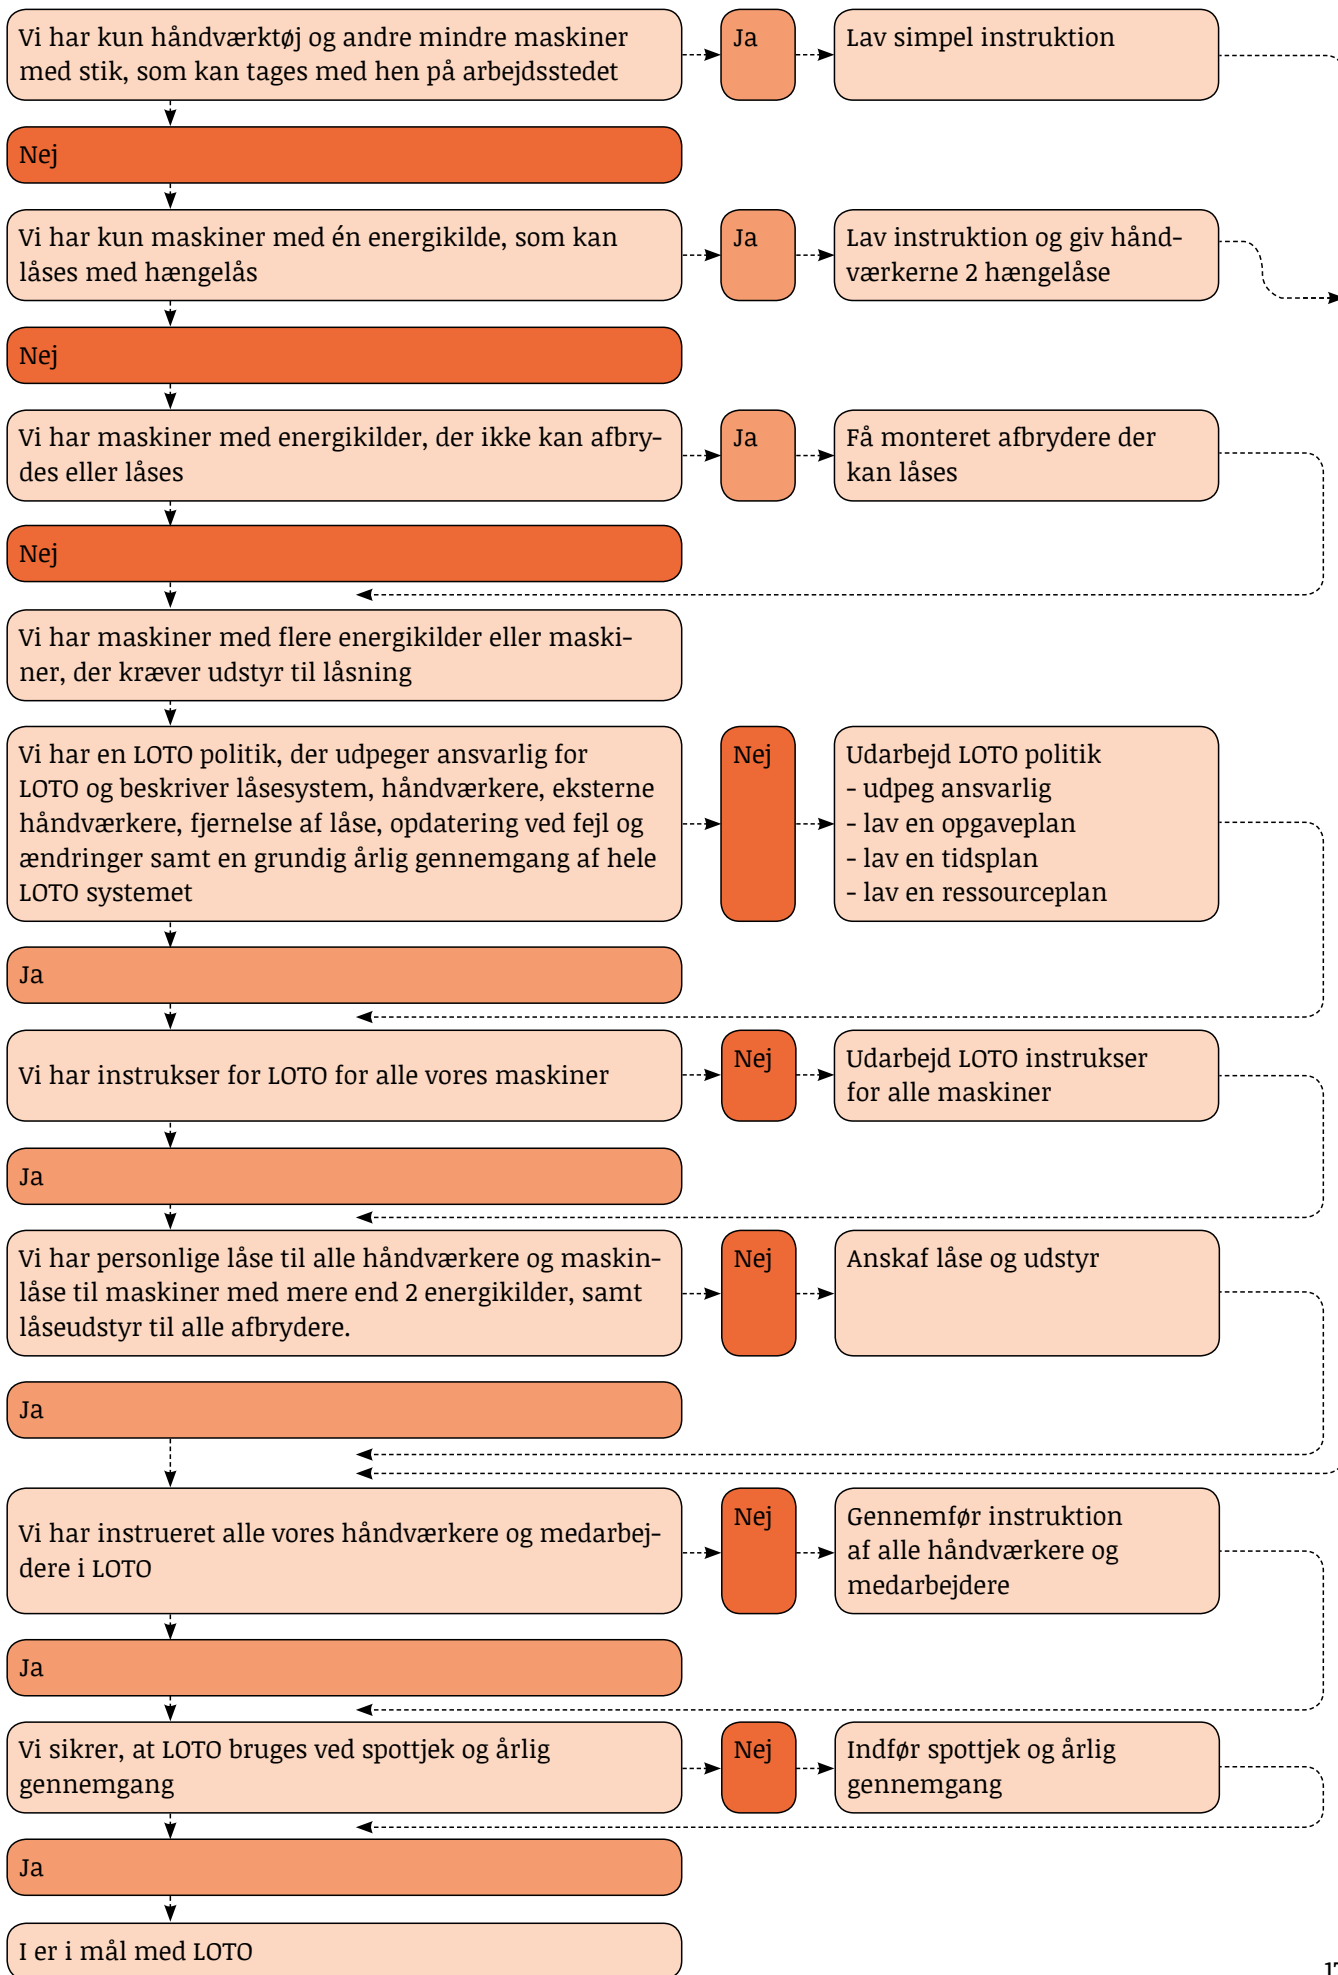 Vi har kun håndværktøj og andre mindre maskiner
med stik, som kan tages med hen på arbejdsstedet
Ja
Lav simpel instruktion
Nej
Vi har kun maskiner med én energikilde, som kan
låses med hængelås
Ja
Lav instruktion og giv hånd-
værkerne 2 hængelåse
Nej
Vi har maskiner med energikilder, der ikke kan afbry-
des eller låses
Ja
Få monteret afbrydere der
kan låses
Nej
Vi har maskiner med flere energikilder eller maski-
ner, der kræver udstyr til låsning
Vi har en LOTO politik, der udpeger ansvarlig for
LOTO og beskriver låsesystem, håndværkere, eksterne
håndværkere, fjernelse af låse, opdatering ved fejl og
ændringer samt en grundig årlig gennemgang af hele
LOTO systemet
Nej
Udarbejd LOTO politik
- udpeg ansvarlig
- lav en opgaveplan
- lav en tidsplan
- lav en ressourceplan
Ja
Vi har instrukser for LOTO for alle vores maskiner
Nej
Udarbejd LOTO instrukser
for alle maskiner
Ja
Vi har personlige låse til alle håndværkere og maskin-
låse til maskiner med mere end 2 energikilder, samt
låseudstyr til alle afbrydere.
Nej
Anskaf låse og udstyr
Ja
Vi har instrueret alle vores håndværkere og medarbej-
dere i LOTO
Nej
Gennemfør instruktion
af alle håndværkere og
medarbejdere
Ja
Vi sikrer, at LOTO bruges ved spottjek og årlig
gennemgang
Nej
Indfør spottjek og årlig
gennemgang
Ja
I er i mål med LOTO